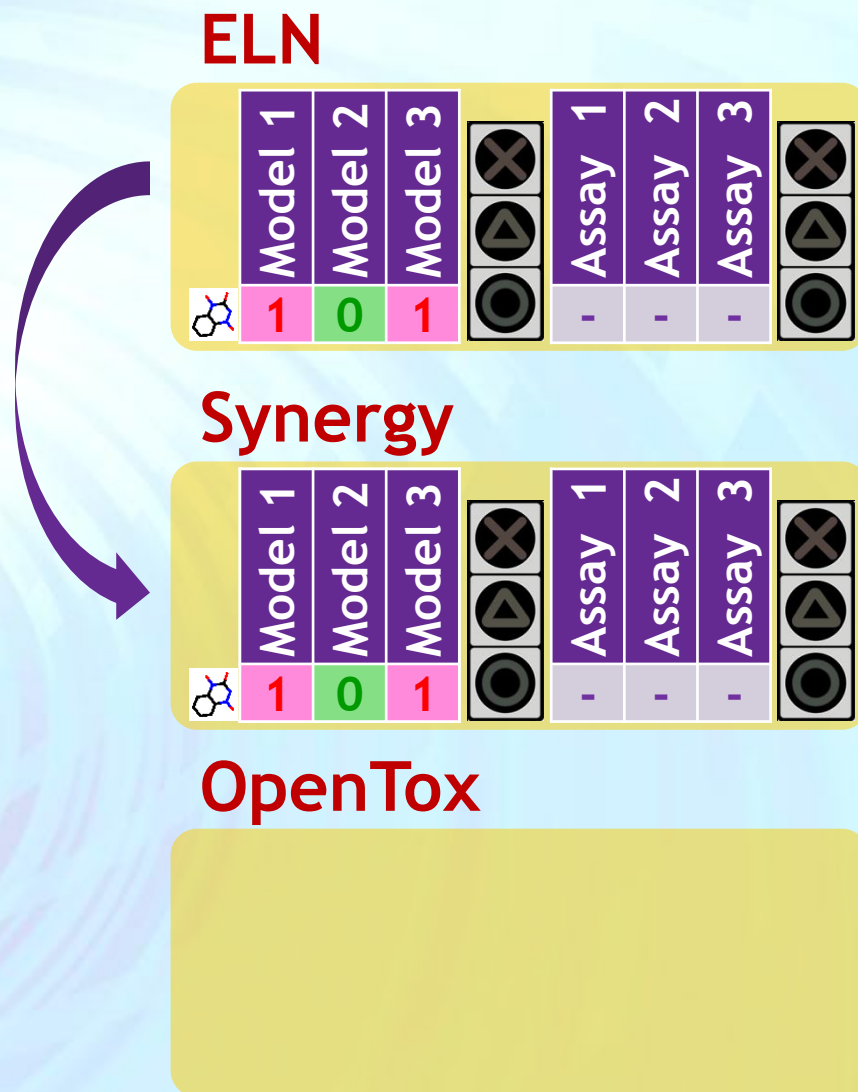 ELN
Model 1
Model 2
Model 3
Assay 1
Assay 2
Assay 3
1 0 1 - - -
Synergy
Model 1
Model 2
Model 3
Assay 1
Assay 2
Assay 3
1 0 1 - - -
OpenTox